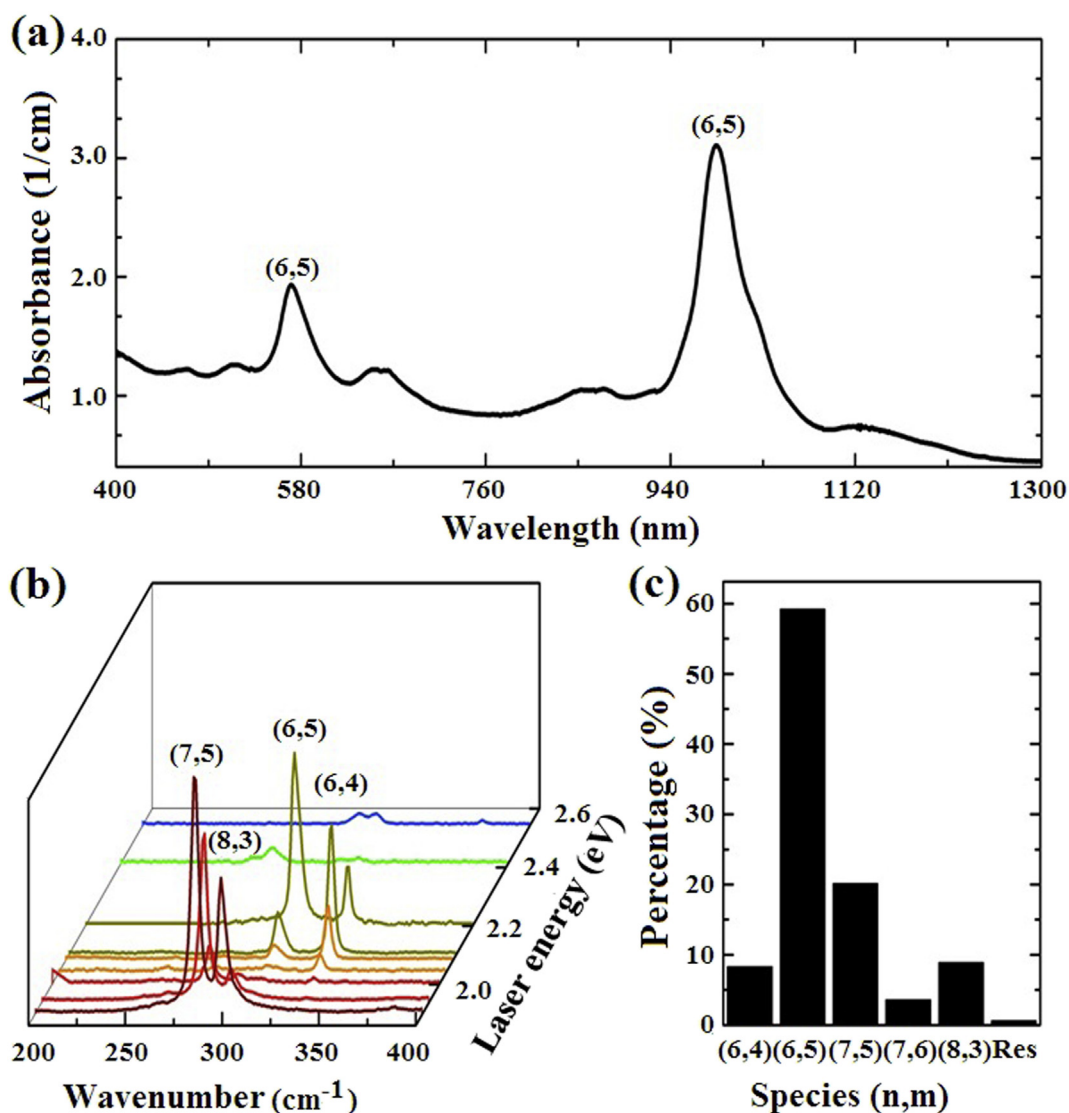 (a)
4.0
3.0
2.0
1.0
Absorbance (1/cm)
(6,5)
(6,5)
400 580 760 940 1120 1300
Wavelength (nm)
(b)
(7,5)
(8,3)
(6,5)
(6,4)
2.6
2.4
2.2
2.0
Laser energy (eV)
200 250 300 350 400
Wavenumber (cm⁻¹)
(c)
60
50
40
30
20
10
0
Percentage (%)
(6,4)(6,5)(7,5)(7,6)(8,3)Res
Species (n,m)